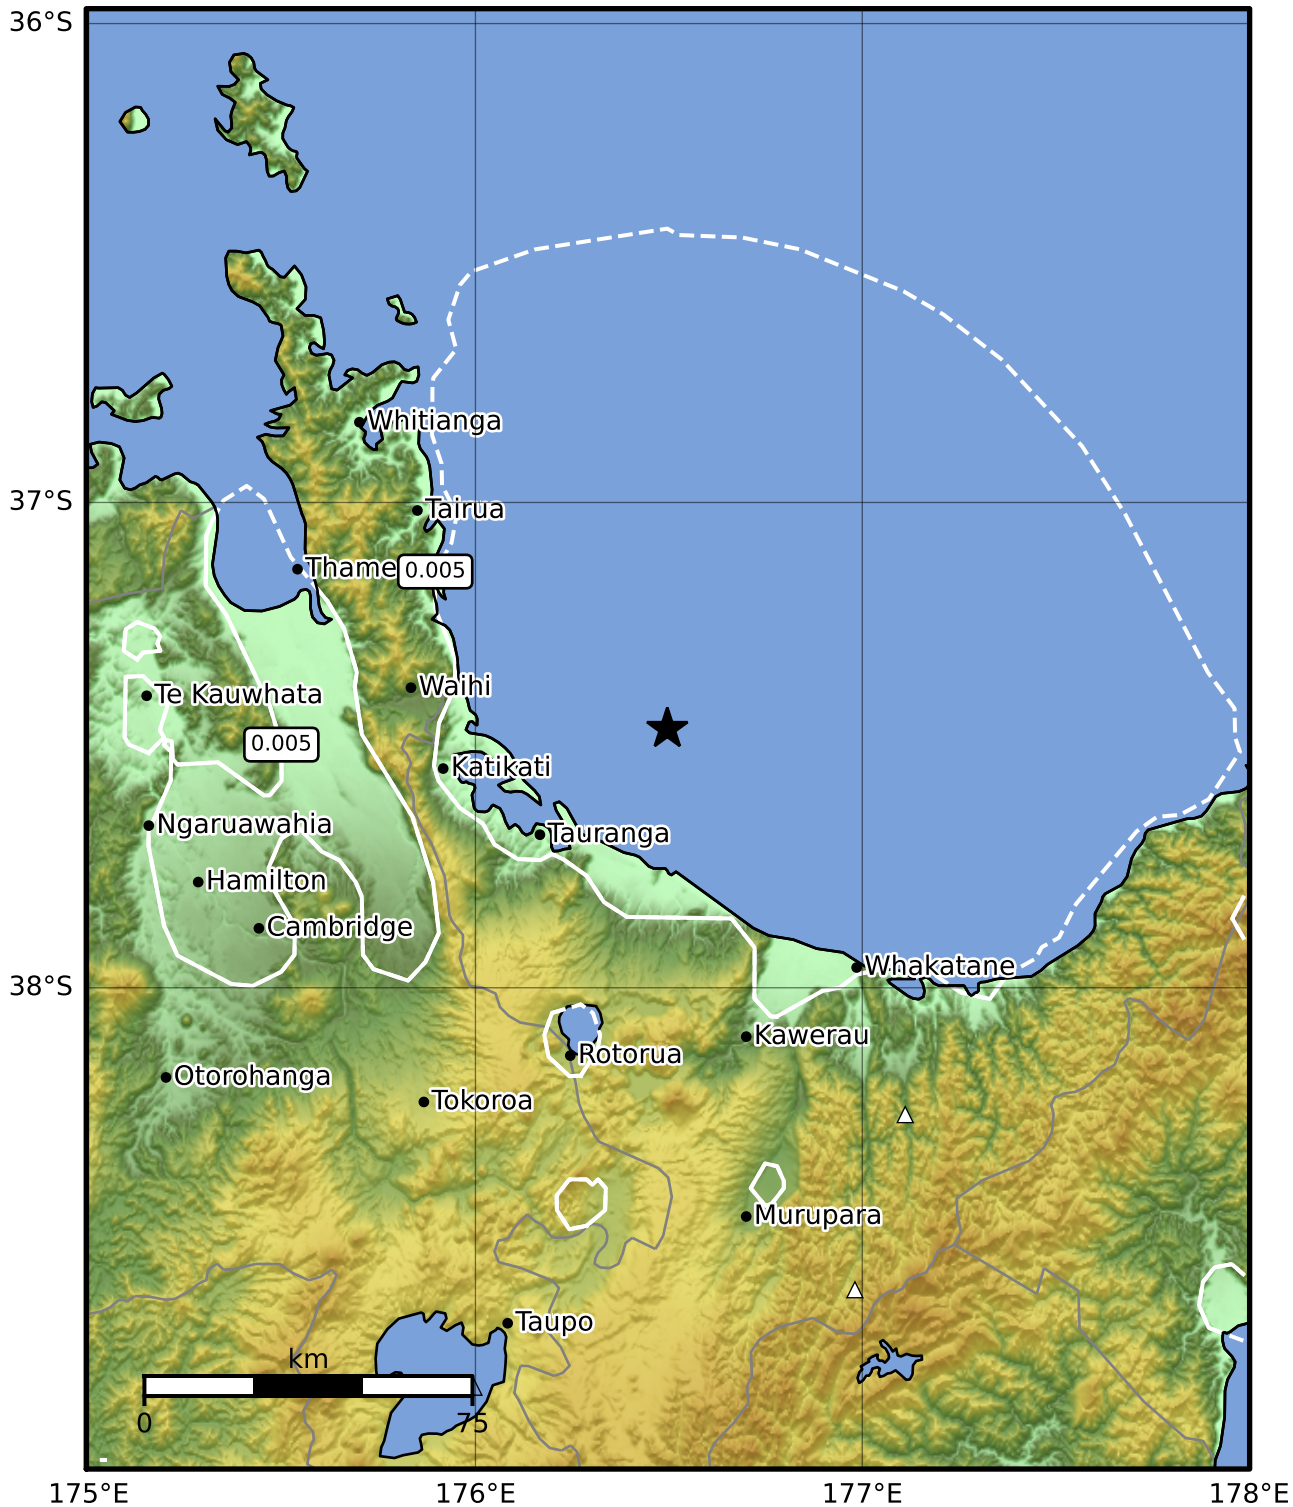 36°S
Whitianga
37°S
Tairua
Thame
0.005
Waihi
Te Kauwhata
0.005
Katikati
Ngaruawahia
Tauranga
Hamilton
Cambridge
Whakatane
38°S
Kawerau
Rotorua
Otorohanga
Tokoroa
Murupara
Taupo
km
0 75
175°E 176°E 177°E 178°E